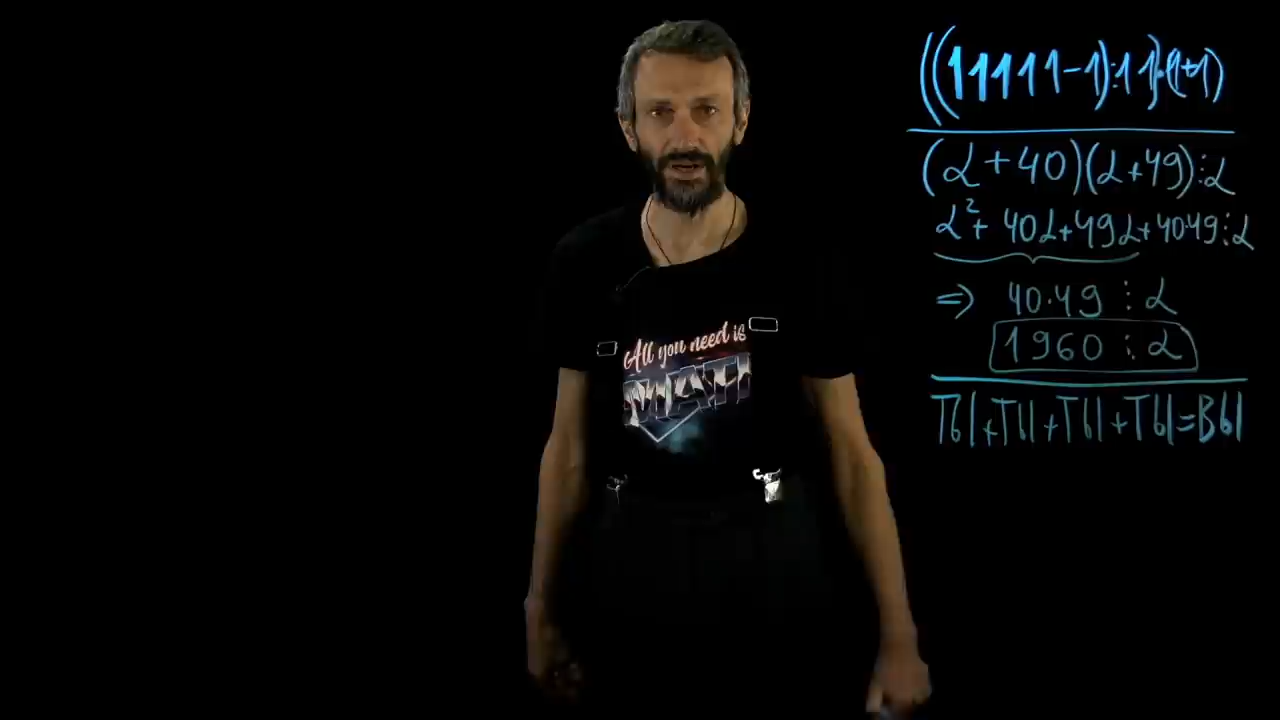 ((11111-1):11)·(1+1)
(α+40)(α+49)⋮α
α²+40α+49α+40·49⋮α
=> 40·49⋮α
1960⋮α
ТЫ+ТЫ+ТЫ+ТЫ=ВЫ
All you need is
MATH